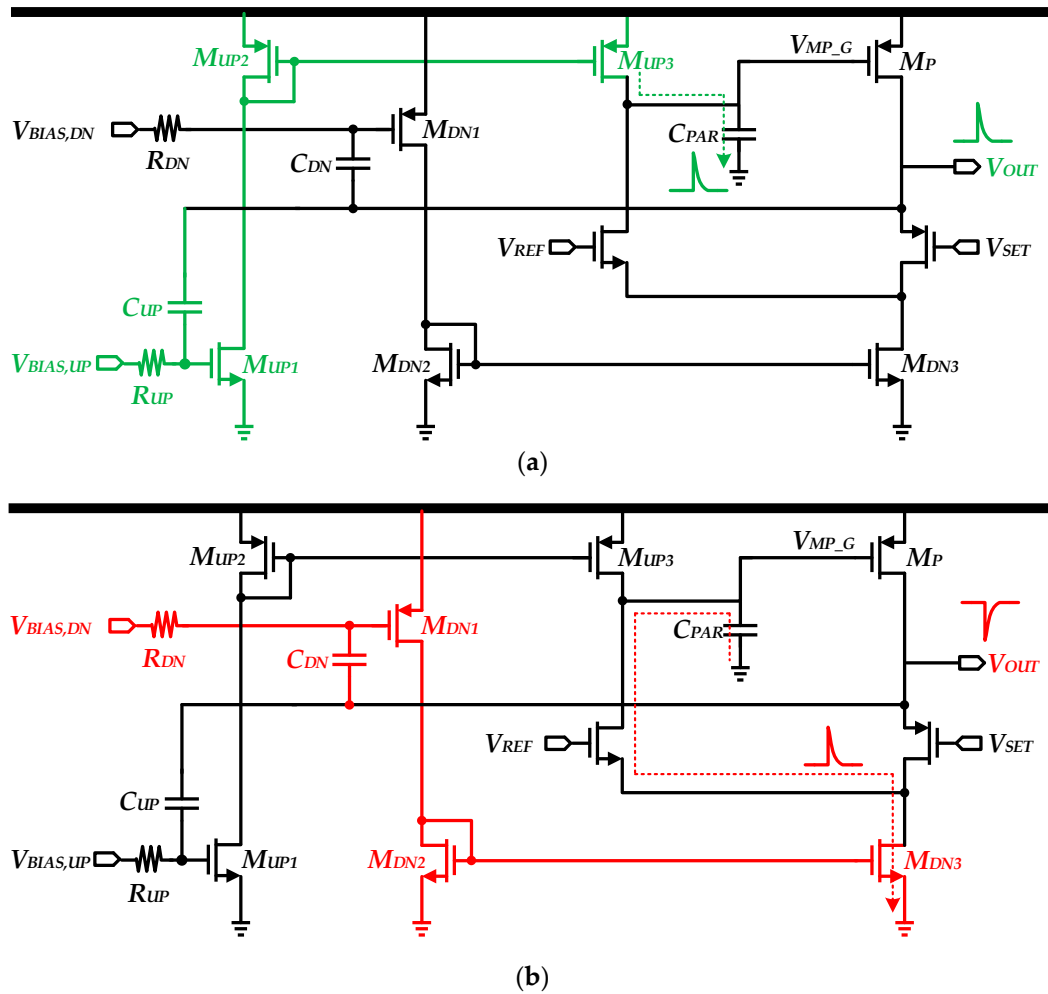 MUP2
MUP3
VMP_G
MP
VBIAS,DN
RDN
CDN
MDN1
CPAR
VOUT
VREF
VSET
CUP
VBIAS,UP
RUP
MUP1
MDN2
MDN3
(a)
MUP2
MUP3
VMP_G
MP
VBIAS,DN
RDN
CDN
MDN1
CPAR
VOUT
VREF
VSET
CUP
VBIAS,UP
RUP
MUP1
MDN2
MDN3
(b)